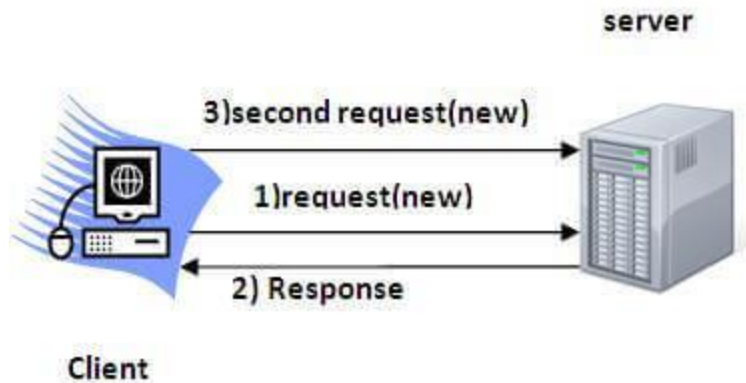 server
3)second request(new)
1)request(new)
2) Response
Client